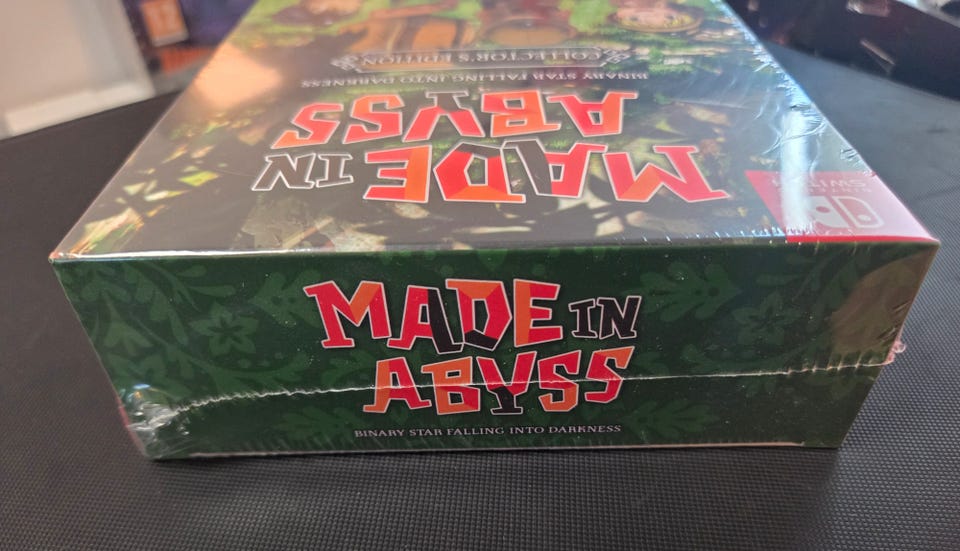 COLLECTOR'S EDITION
BINARY STAR FALLING INTO DARKNESS
MADE IN
ABYSS
NINTENDO
SWITCH
MADE IN
ABYSS
BINARY STAR FALLING INTO DARKNESS
12